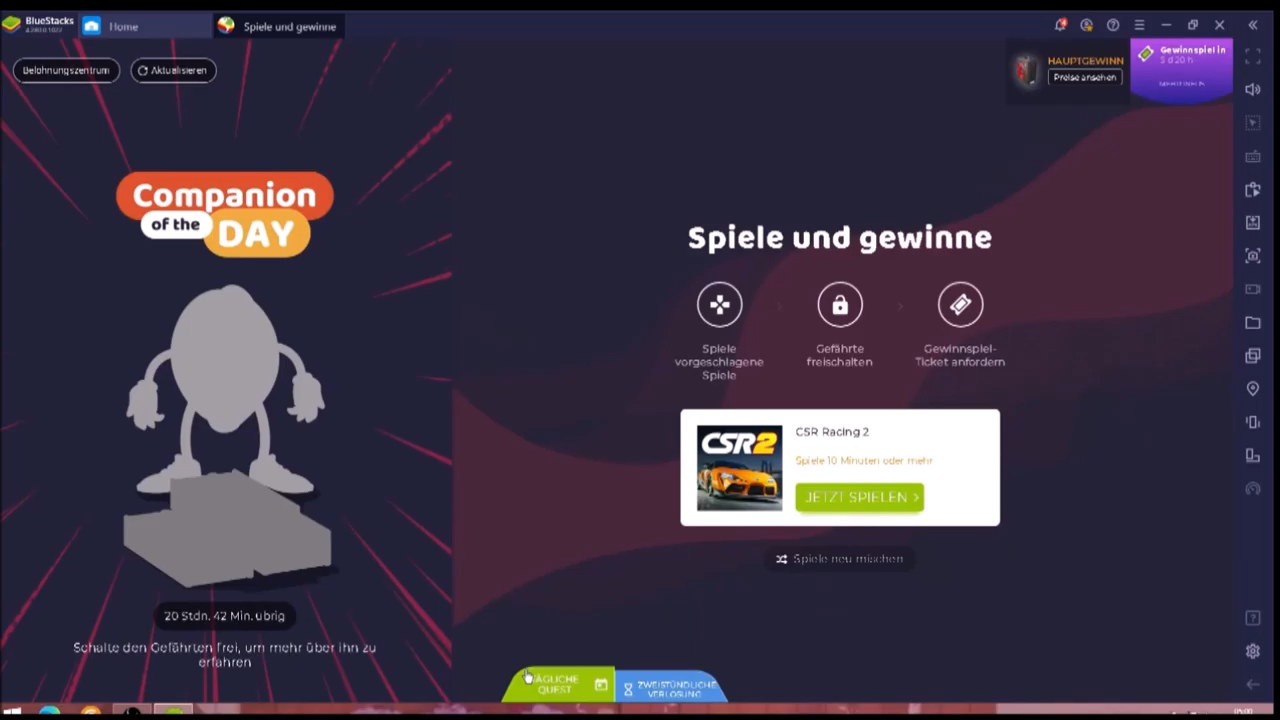 BlueStacks
Home
Spiele und gewinne
Belohnungszentrum
Aktualisieren
HAUPTGEWINN
Preise ansehen
Gewinnspiel in
5 d 20 h
Companion
of the
DAY
20 Stdn. 42 Min. übrig
Schalte den Gefährten frei, um mehr über ihn zu
erfahren
Spiele und gewinne
Spiele
vorgeschlagene
Spiele
Gefährte
freischalten
Gewinnspiel-
Ticket anfordern
CSR2
CSR Racing 2
Spiele 10 Minuten oder mehr
JETZT SPIELEN
Spiele neu mischen
QUEST
ZWEISTÜNDLICHE
VERLOSUNG